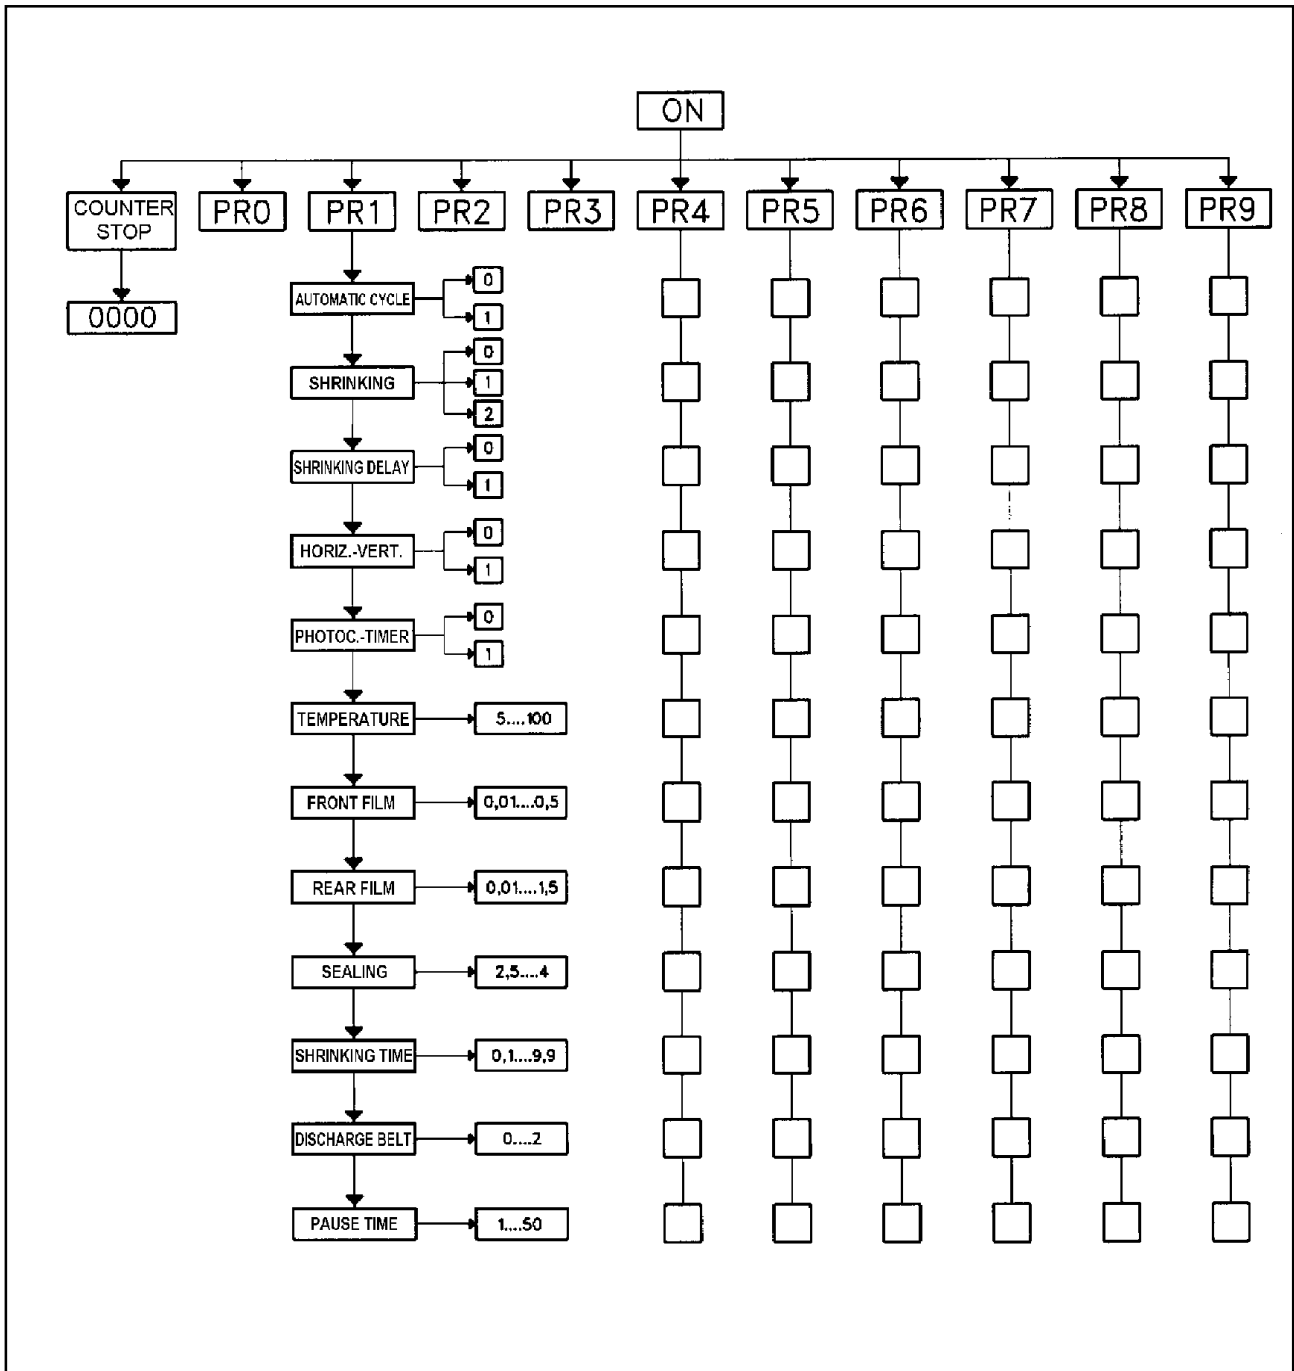 ON
COUNTER
STOP
PR0
PR1
PR2
PR3
PR4
PR5
PR6
PR7
PR8
PR9
0000
AUTOMATIC CYCLE
0
1
SHRINKING
0
1
2
SHRINKING DELAY
0
1
HORIZ.-VERT.
0
1
PHOTOC.-TIMER
0
1
TEMPERATURE
5....100
FRONT FILM
0,01....0,5
REAR FILM
0,01....1,5
SEALING
2,5....4
SHRINKING TIME
0,1....9,9
DISCHARGE BELT
0....2
PAUSE TIME
1....50